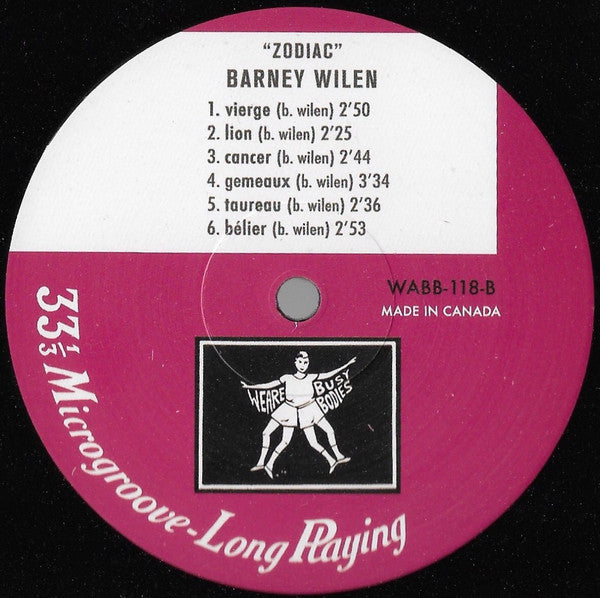 "ZODIAC"
BARNEY WILEN
1. vierge (b. wilen) 2'50
2. lion (b. wilen) 2'25
3. cancer (b. wilen) 2'44
4. gemeaux (b. wilen) 3'34
5. taureau (b. wilen) 2'36
6. bélier (b. wilen) 2'53
WABB-118-B
MADE IN CANADA
WE ARE BUSY BODIES
33 1/3 Microgroove-Long Playing